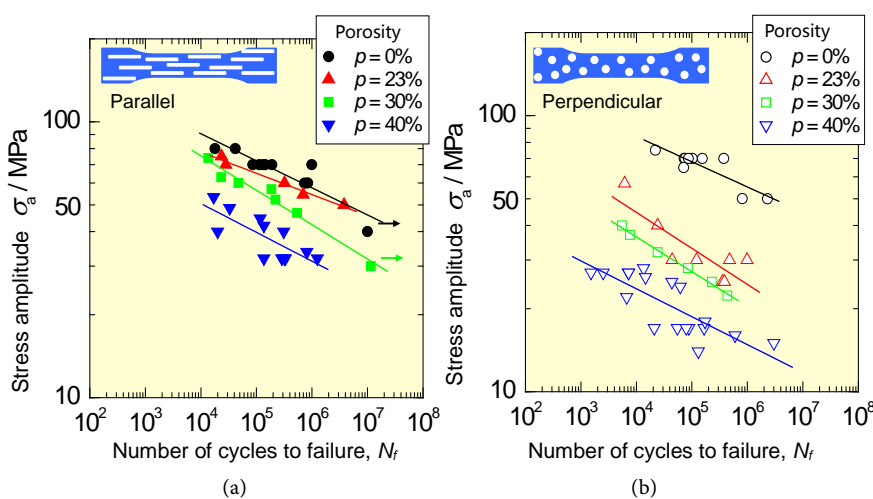 Porosity
p = 0%
p = 23%
p = 30%
p = 40%
Parallel
100
50
10
Stress amplitude σa / MPa
10² 10³ 10⁴ 10⁵ 10⁶ 10⁷ 10⁸
Number of cycles to failure, Nf
(a)
Porosity
p = 0%
p = 23%
p = 30%
p = 40%
Perpendicular
100
50
10
Stress amplitude σa / MPa
10² 10³ 10⁴ 10⁵ 10⁶ 10⁷ 10⁸
Number of cycles to failure, Nf
(b)